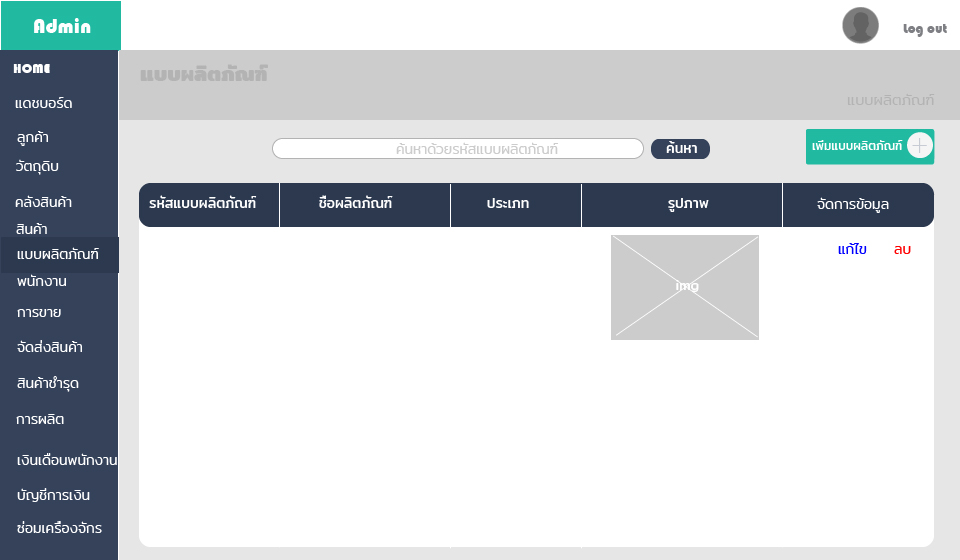 Admin
Log out
HOME
แดชบอร์ด
ลูกค้า
วัตถุดิบ
คลังสินค้า
สินค้า
แบบผลิตภัณฑ์
พนักงาน
การขาย
จัดส่งสินค้า
สินค้าชำรุด
การผลิต
เงินเดือนพนักงาน
บัญชีการเงิน
ซ่อมเครื่องจักร
แบบผลิตภัณฑ์
แบบผลิตภัณฑ์
ค้นหาด้วยรหัสแบบผลิตภัณฑ์
ค้นหา
เพิ่มแบบผลิตภัณฑ์
รหัสแบบผลิตภัณฑ์ ชื่อผลิตภัณฑ์ ประเภท รูปภาพ จัดการข้อมูล
img แก้ไข ลบ